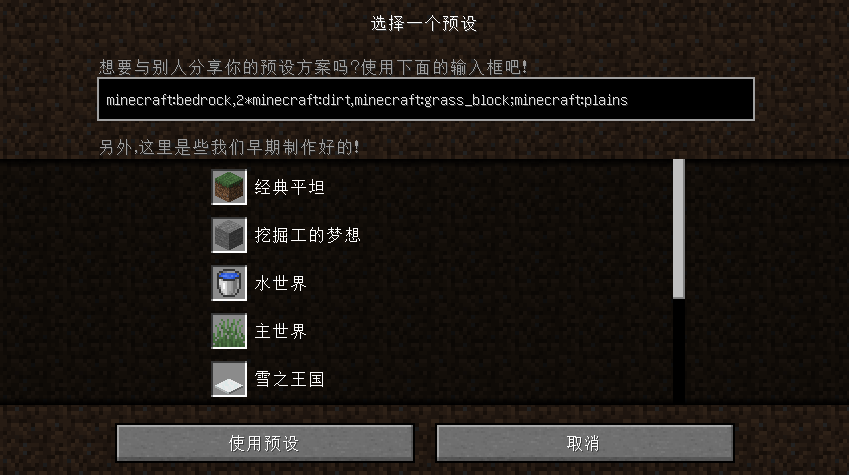 选择一个预设
想要与别人分享你的预设方案吗?使用下面的输入框吧!
minecraft:bedrock,2*minecraft:dirt,minecraft:grass_block;minecraft:plains
另外,这里是些我们早期制作好的!
经典平坦
挖掘工的梦想
水世界
主世界
雪之王国
使用预设
取消